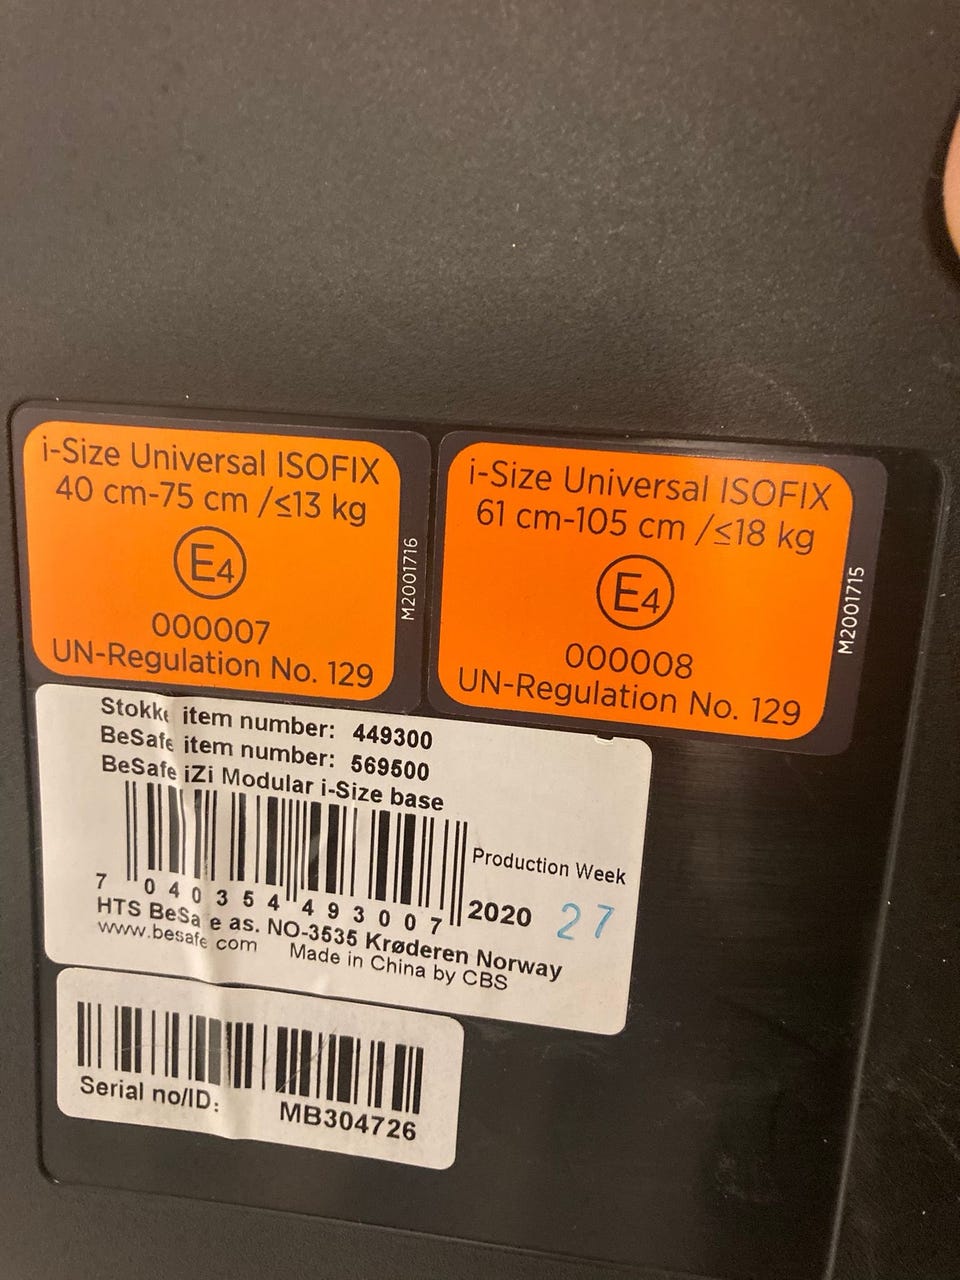 i-Size Universal ISOFIX
40 cm-75 cm /≤13 kg
E4
000007
UN-Regulation No. 129
M2001716
i-Size Universal ISOFIX
61 cm-105 cm /≤18 kg
E4
000008
UN-Regulation No. 129
M2001715
Stokke item number: 449300
BeSafe item number: 569500
BeSafe iZi Modular i-Size base
7 040354 493007
Production Week
2020 27
HTS BeSafe as. NO-3535 Krøderen Norway
www.besafe.com Made in China by CBS
Serial no/ID: MB304726